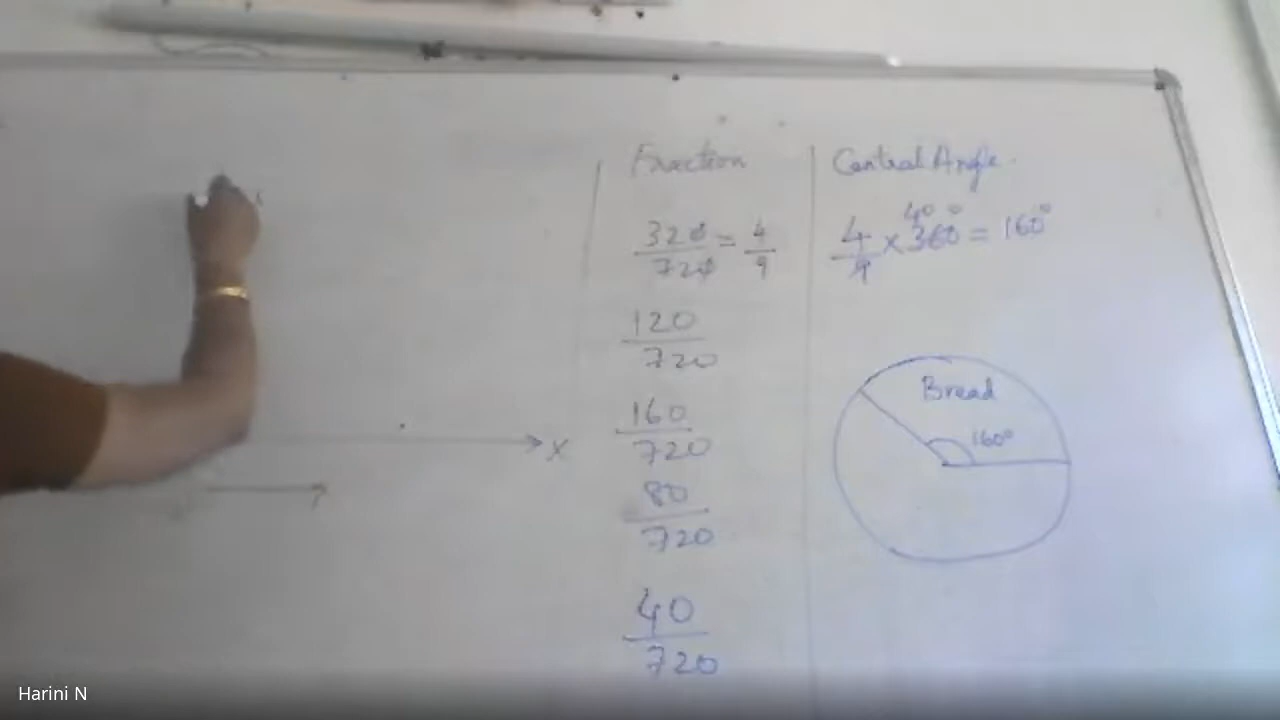 Fraction
Central Angle.
320/720 = 4/9
4/9 × 360° = 160°
40
120/720
160/720
80/720
40/720
Bread
160°
X
Harini N